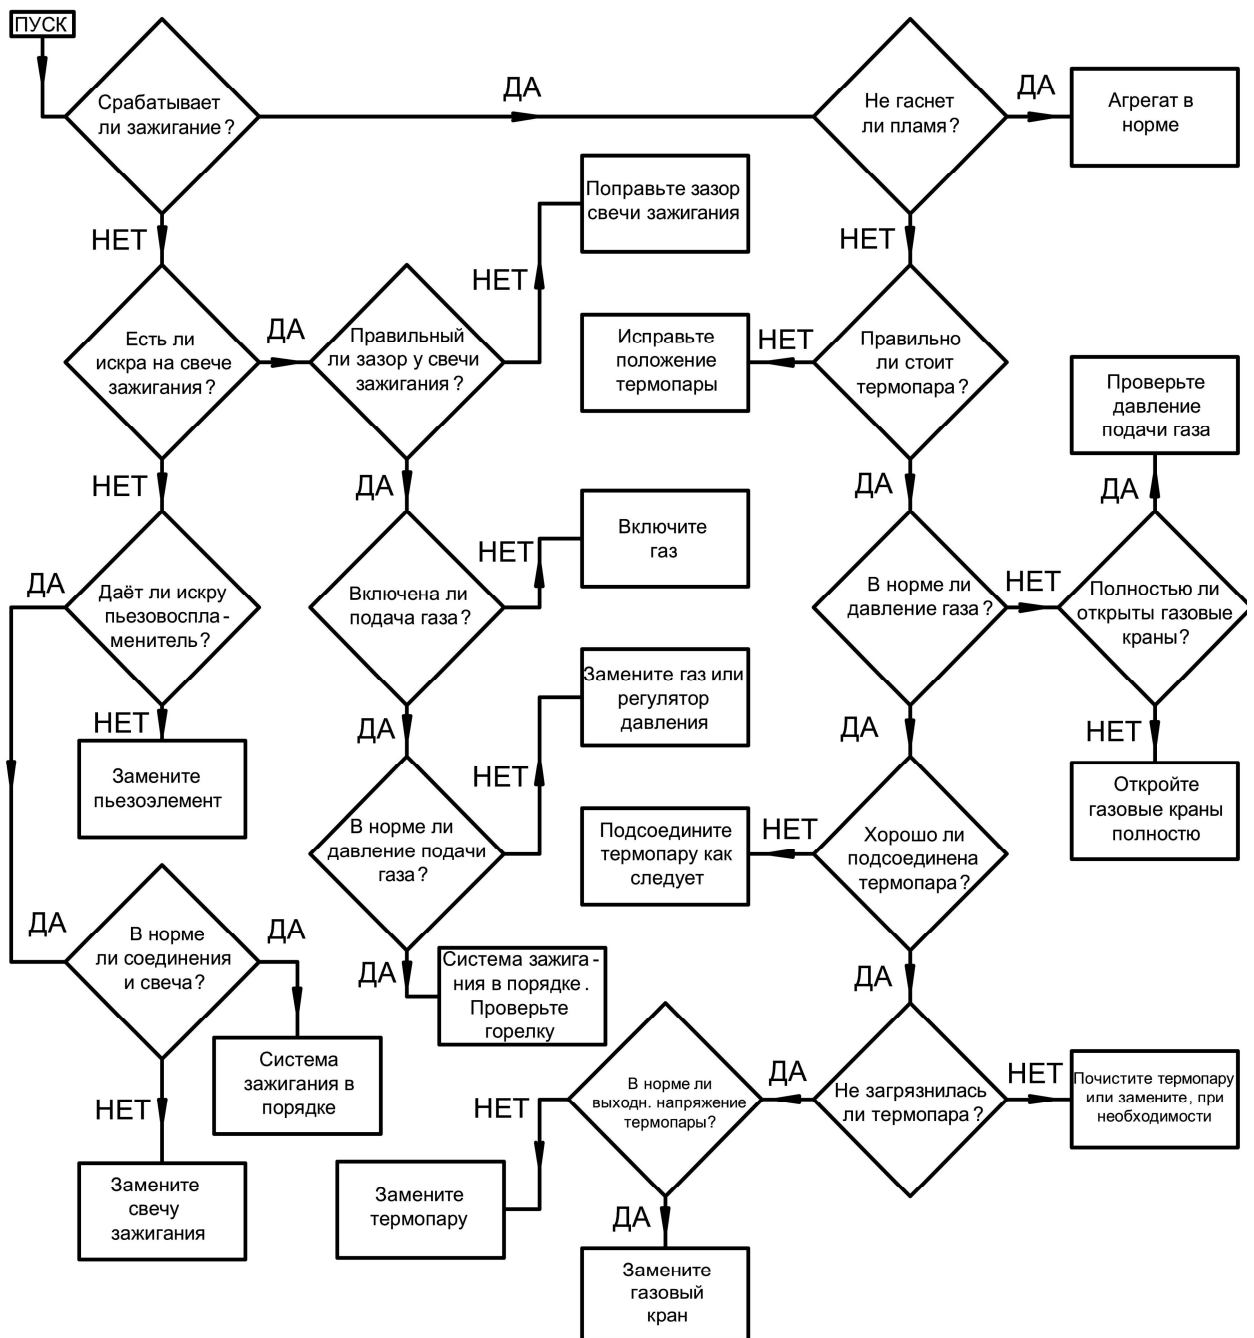 ПУСК
Срабатывает
ли зажигание?
ДА
Не гаснет
ли пламя?
ДА
Агрегат в
норме
НЕТ
НЕТ
Поправьте зазор
свечи зажигания
НЕТ
Есть ли
искра на свече
зажигания?
ДА
Правильный
ли зазор у свечи
зажигания?
Исправьте
положение
термопары
НЕТ
Правильно
ли стоит
термопара?
Проверьте
давление
подачи газа
НЕТ
ДА
ДА
ДА
Включите
газ
НЕТ
ДА
Даёт ли искру
пьезовоспла-
менитель?
Включена ли
подача газа?
В норме ли
давление газа?
НЕТ
Полностью ли
открыты газовые
краны?
НЕТ
Замените
пьезоэлемент
ДА
Замените газ или
регулятор
давления
НЕТ
ДА
НЕТ
Откройте
газовые краны
полностю
В норме ли
давление подачи
газа?
Подсоедините
термопару как
следует
НЕТ
Хорошо ли
подсоединена
термопара?
ДА
В норме
ли соединения
и свеча?
ДА
ДА
Система зажига-
ния в порядке.
Проверьте
горелку
ДА
Система
зажигания в
порядке
НЕТ
Замените
свечу
зажигания
В норме ли
выходн. напряжение
термопары?
ДА
Не загрязнилась
ли термопара?
НЕТ
Почистите термопару
или замените, при
необходимости
НЕТ
Замените
термопару
ДА
Замените
газовый
кран